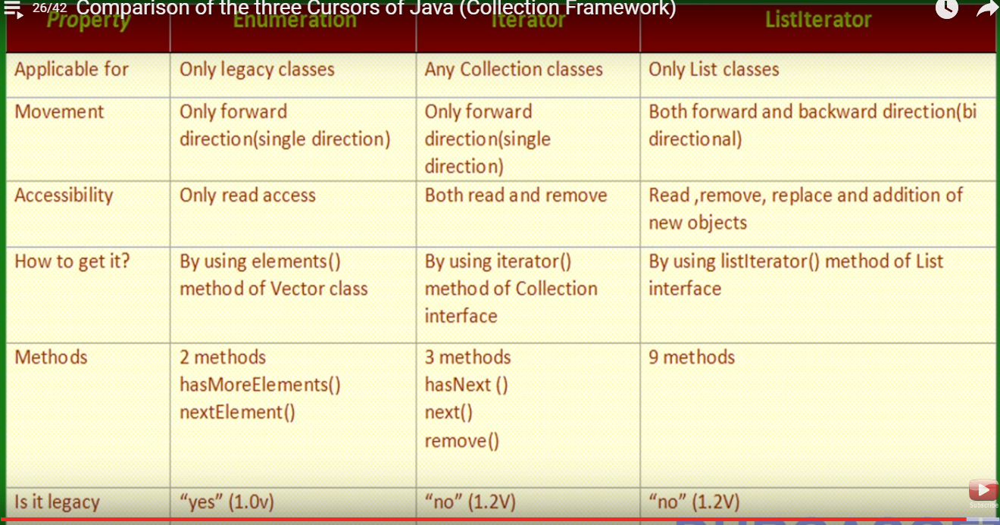 26/42 Comparison of the three Cursors of Java (Collection Framework)
Property Enumeration Iterator ListIterator
Applicable for Only legacy classes Any Collection classes Only List classes
Movement Only forward Only forward Both forward and backward direction(bi
direction(single direction) direction(single directional)
direction)
Accessibility Only read access Both read and remove Read ,remove, replace and addition of
new objects
How to get it? By using elements() By using iterator() By using listIterator() method of List
method of Vector class method of Collection interface
interface
Methods 2 methods 3 methods 9 methods
hasMoreElements() hasNext ()
nextElement() next()
remove()
Is it legacy “yes” (1.0v) “no” (1.2V) “no” (1.2V)
Subscribe